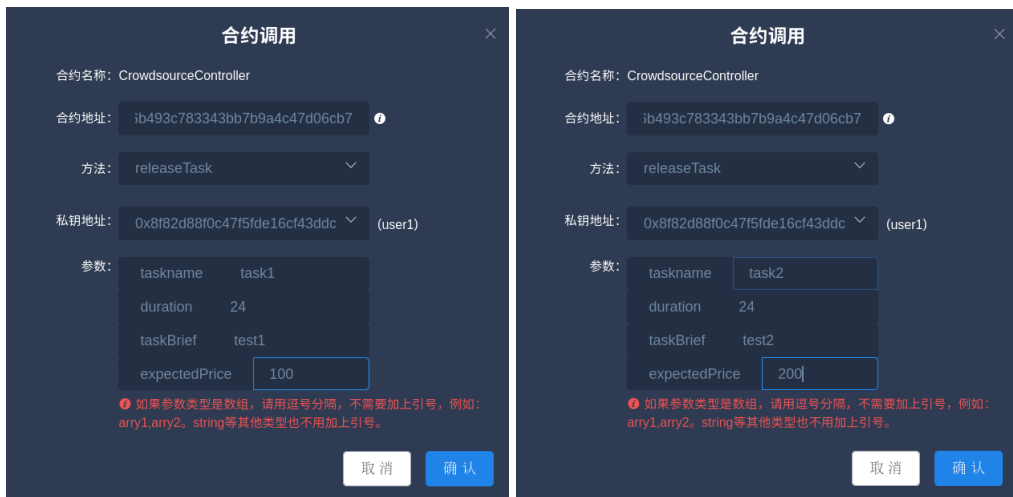 合约调用
合约名称: CrowdsourceController
合约地址: 6b493c783343bb7b9a4c47d06cb7
方法: releaseTask
私钥地址: 0x8f82d88f0c47f5fde16cf43ddc (user1)
参数: taskname task1
duration 24
taskBrief test1
expectedPrice 100
如果参数类型是数组，请用逗号分隔，不需要加上引号，例如:
arry1,arry2。string等其他类型也不用加上引号。
取消 确认
合约调用
合约名称: CrowdsourceController
合约地址: 6b493c783343bb7b9a4c47d06cb7
方法: releaseTask
私钥地址: 0x8f82d88f0c47f5fde16cf43ddc (user1)
参数: taskname task2
duration 24
taskBrief test2
expectedPrice 200
如果参数类型是数组，请用逗号分隔，不需要加上引号，例如:
arry1,arry2。string等其他类型也不用加上引号。
取消 确认